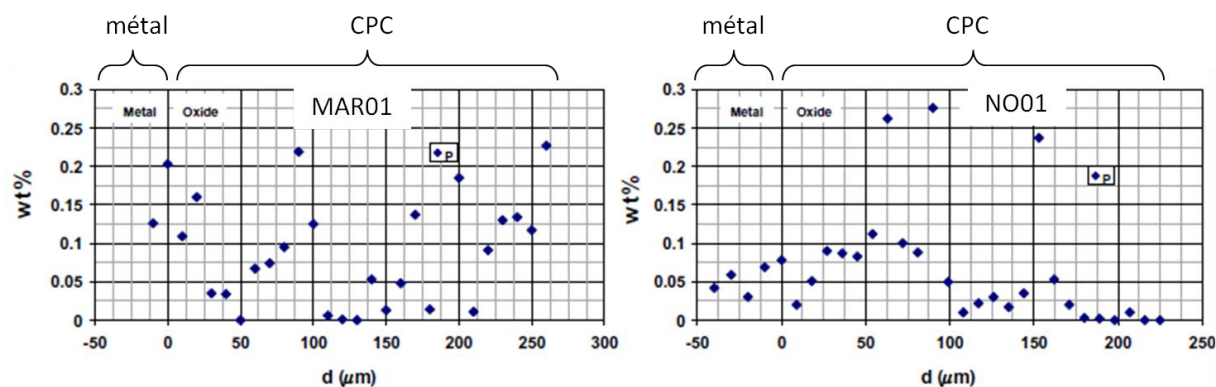 métal CPC
Metal Oxide MAR01
P
wt%
0.3
0.25
0.2
0.15
0.1
0.05
0
-50 0 50 100 150 200 250 300
d (µm)
métal CPC
Metal Oxide NO01
P
wt%
0.3
0.25
0.2
0.15
0.1
0.05
0
-50 0 50 100 150 200 250
d (µm)